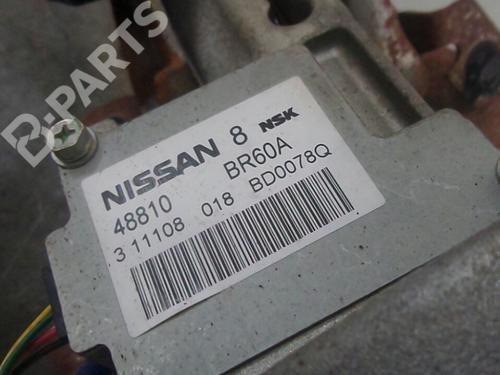 B-PARTS
NISSAN 8 NSK
48810 BR60A
3 11108 018 BD0078Q